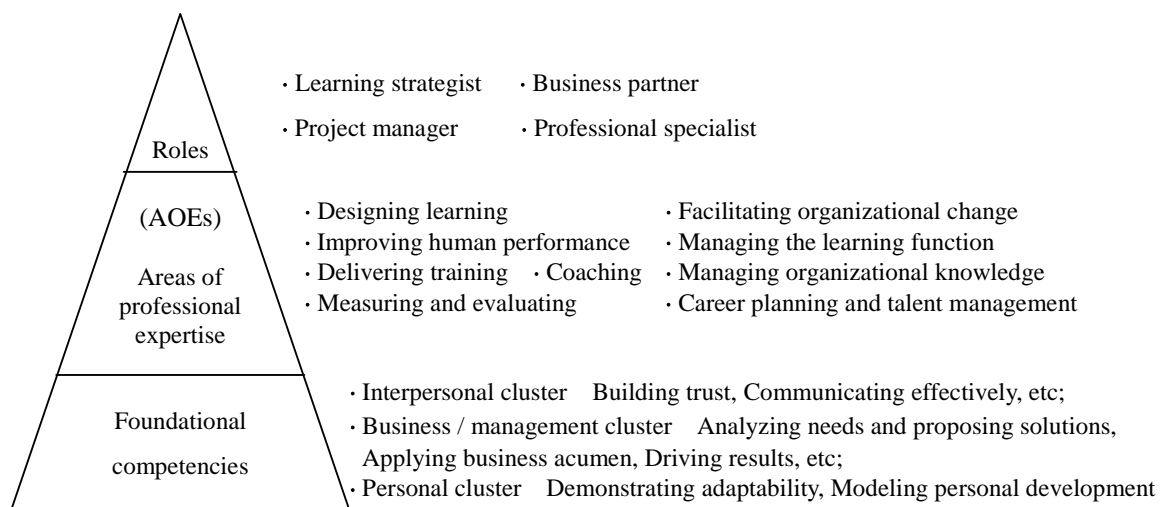 · Learning strategist · Business partner
· Project manager · Professional specialist
Roles
(AOEs)
Areas of
professional
expertise
· Designing learning · Facilitating organizational change
· Improving human performance · Managing the learning function
· Delivering training · Coaching · Managing organizational knowledge
· Measuring and evaluating · Career planning and talent management
Foundational
competencies
· Interpersonal cluster Building trust, Communicating effectively, etc;
· Business / management cluster Analyzing needs and proposing solutions,
Applying business acumen, Driving results, etc;
· Personal cluster Demonstrating adaptability, Modeling personal development